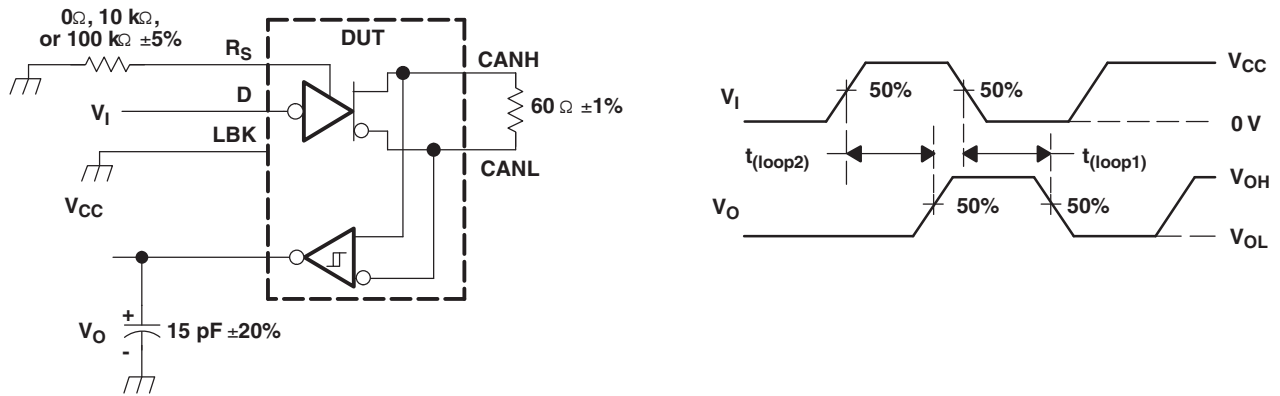 0Ω, 10 kΩ,
or 100 kΩ ±5%
RS
DUT
CANH
D
VI
60 Ω ±1%
LBK
CANL
VCC
VO
+
-
15 pF ±20%
VI
50%
50%
VCC
0 V
t(loop2)
t(loop1)
VO
50%
50%
VOH
VOL